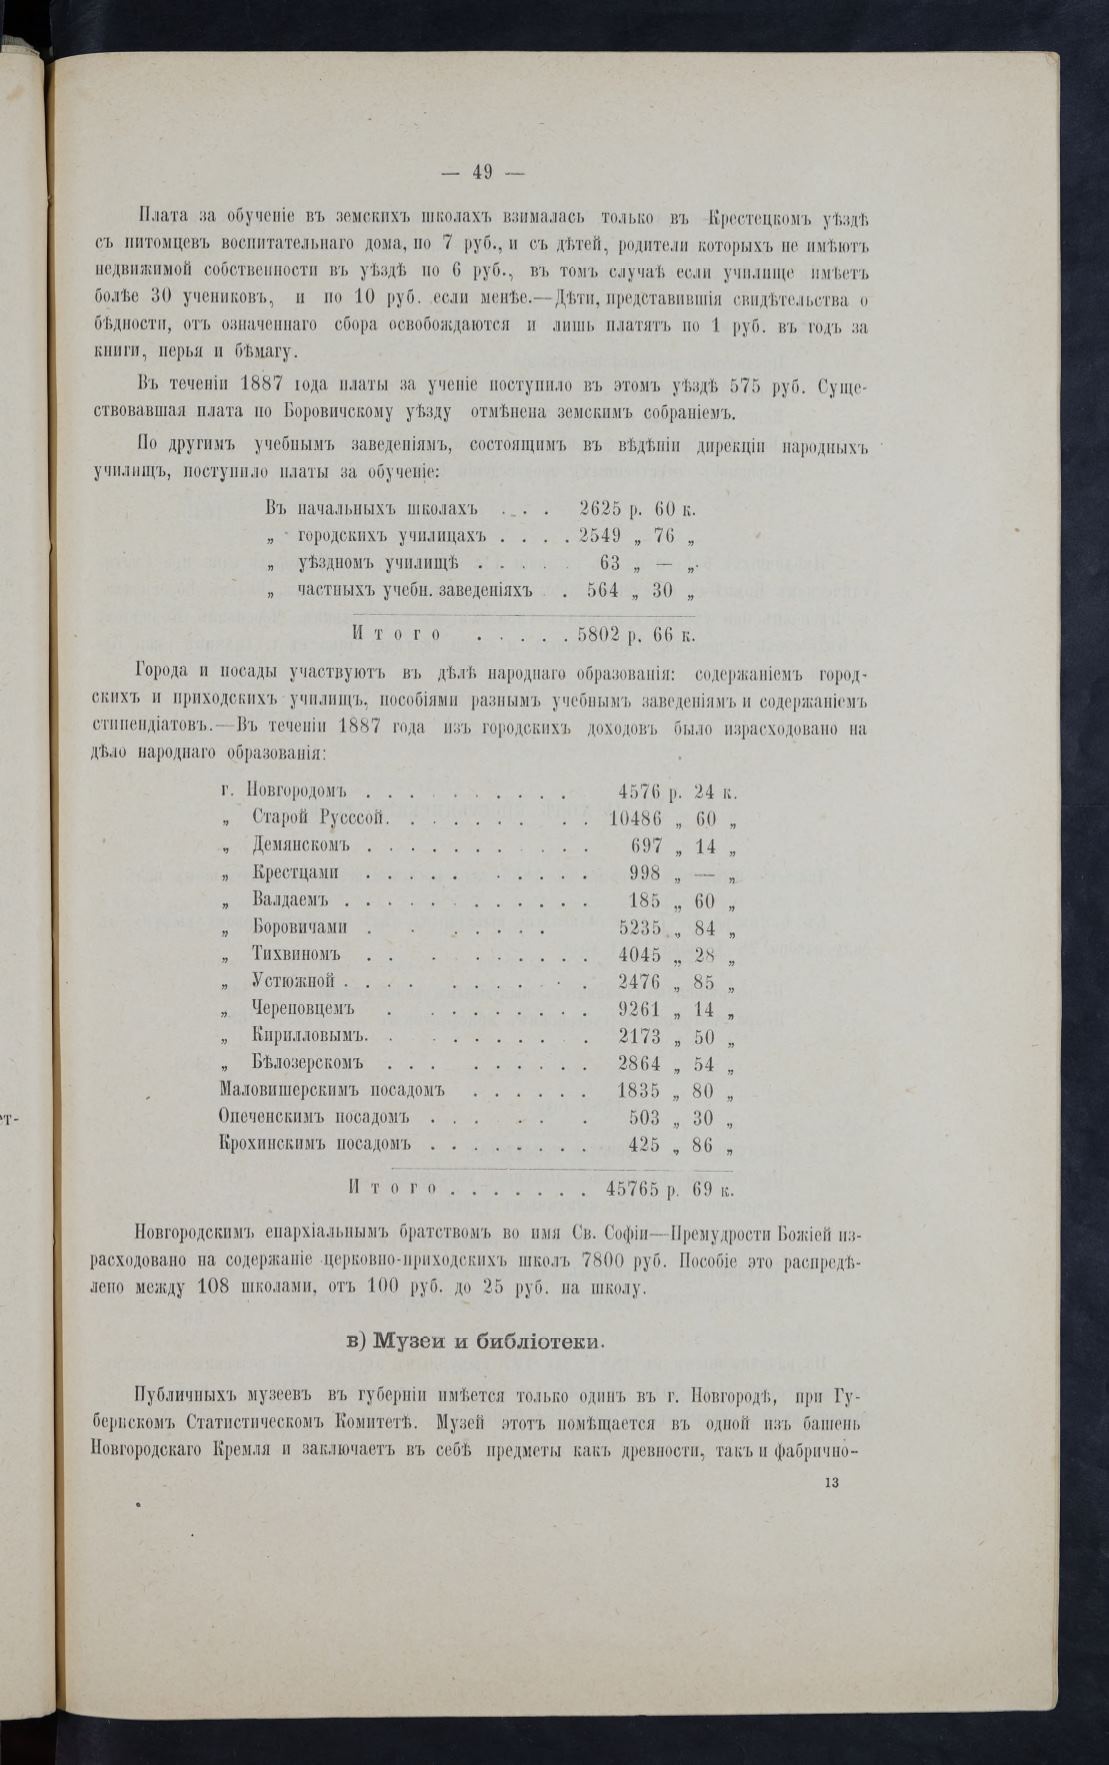 — 49 —
Плата за обученіе въ земскихъ школахъ взималась только въ Крестецкомъ уѣздѣ
съ питомцевъ воспитательнаго дома, по 7 руб., и съ дѣтей, родители которыхъ не имѣютъ
недвижимой собственности въ уѣздѣ по 6 руб., въ томъ случаѣ если училище имѣетъ
болѣе 30 учениковъ, и по 10 руб. если менѣе.—Дѣти, представившія свидѣтельства о
бѣдности, отъ означеннаго сбора освобождаются и лишь платятъ по 1 руб. въ годъ за
книги, перья и бѣмагу.
Въ теченіи 1887 года платы за ученіе поступило въ этомъ уѣздѣ 575 руб. Суще-
ствовавшая плата по Боровичскому уѣзду отмѣнена земскимъ собраніемъ.
По другимъ учебнымъ заведеніямъ, состоящимъ въ вѣдѣніи дирекціи народныхъ
училищъ, поступило платы за обученіе:
Въ начальныхъ школахъ . . . 2625 р. 60 к.
„ городскихъ училицахъ . . . . 2549 „ 76 „
„ уѣздномъ училищѣ . . . . . 63 „ — „
„ частныхъ учебн. заведеніяхъ . . 564 „ 30 „
Итого . . . . . 5802 р. 66 к.
Города и посады участвуютъ въ дѣлѣ народнаго образованія: содержаніемъ город-
скихъ и приходскихъ училищъ, пособіями разнымъ учебнымъ заведеніямъ и содержаніемъ
стипендіатовъ.—Въ теченіи 1887 года изъ городскихъ доходовъ было израсходовано на
дѣло народнаго образованія:
г. Новгородомъ . . . . . . . . . . 4576 р. 24 к.
„ Старой Русссой. . . . . . . . . 10486 „ 60 „
„ Демянскомъ . . . . . . . . . . . 697 „ 14 „
„ Крестцами . . . . . . . . . . 998 „ — „
„ Валдаемъ . . . . . . . . . . . . 185 „ 60 „
„ Боровичами . . . . . . . 5235 „ 84 „
„ Тихвиномъ . . . . . . . . . 4045 „ 28 „
„ Устюжной . . . . . . . . . . 2476 „ 85 „
„ Череповцемъ . . . . . . . . 9261 „ 14 „
„ Кирилловымъ. . . . . . . . . 2173 „ 50 „
„ Бѣлозерскомъ . . . . . . . . . 2864 „ 54 „
Маловишерскимъ посадомъ . . . . . . 1835 „ 80 „
Опеченскимъ посадомъ . . . . . . 503 „ 30 „
Крохинскимъ посадомъ . . . . . . . . 425 „ 86 „
Итого . . . . . . . 45765 р. 69 к.
Новгородскимъ епархіальнымъ братствомъ во имя Св. Софіи—Премудрости Божіей из-
расходовано на содержаніе церковно-приходскихъ школъ 7800 руб. Пособіе это распредѣ-
лено между 108 школами, отъ 100 руб. до 25 руб. на школу.
в) Музеи и библіотеки.
Публичныхъ музеевъ въ губерніи имѣется только одинъ въ г. Новгородѣ, при Гу-
бернскомъ Статистическомъ Комитетѣ. Музей этотъ помѣщается въ одной изъ башень
Новгородскаго Кремля и заключаетъ въ себѣ предметы какъ древности, такъ и фабрично-
13